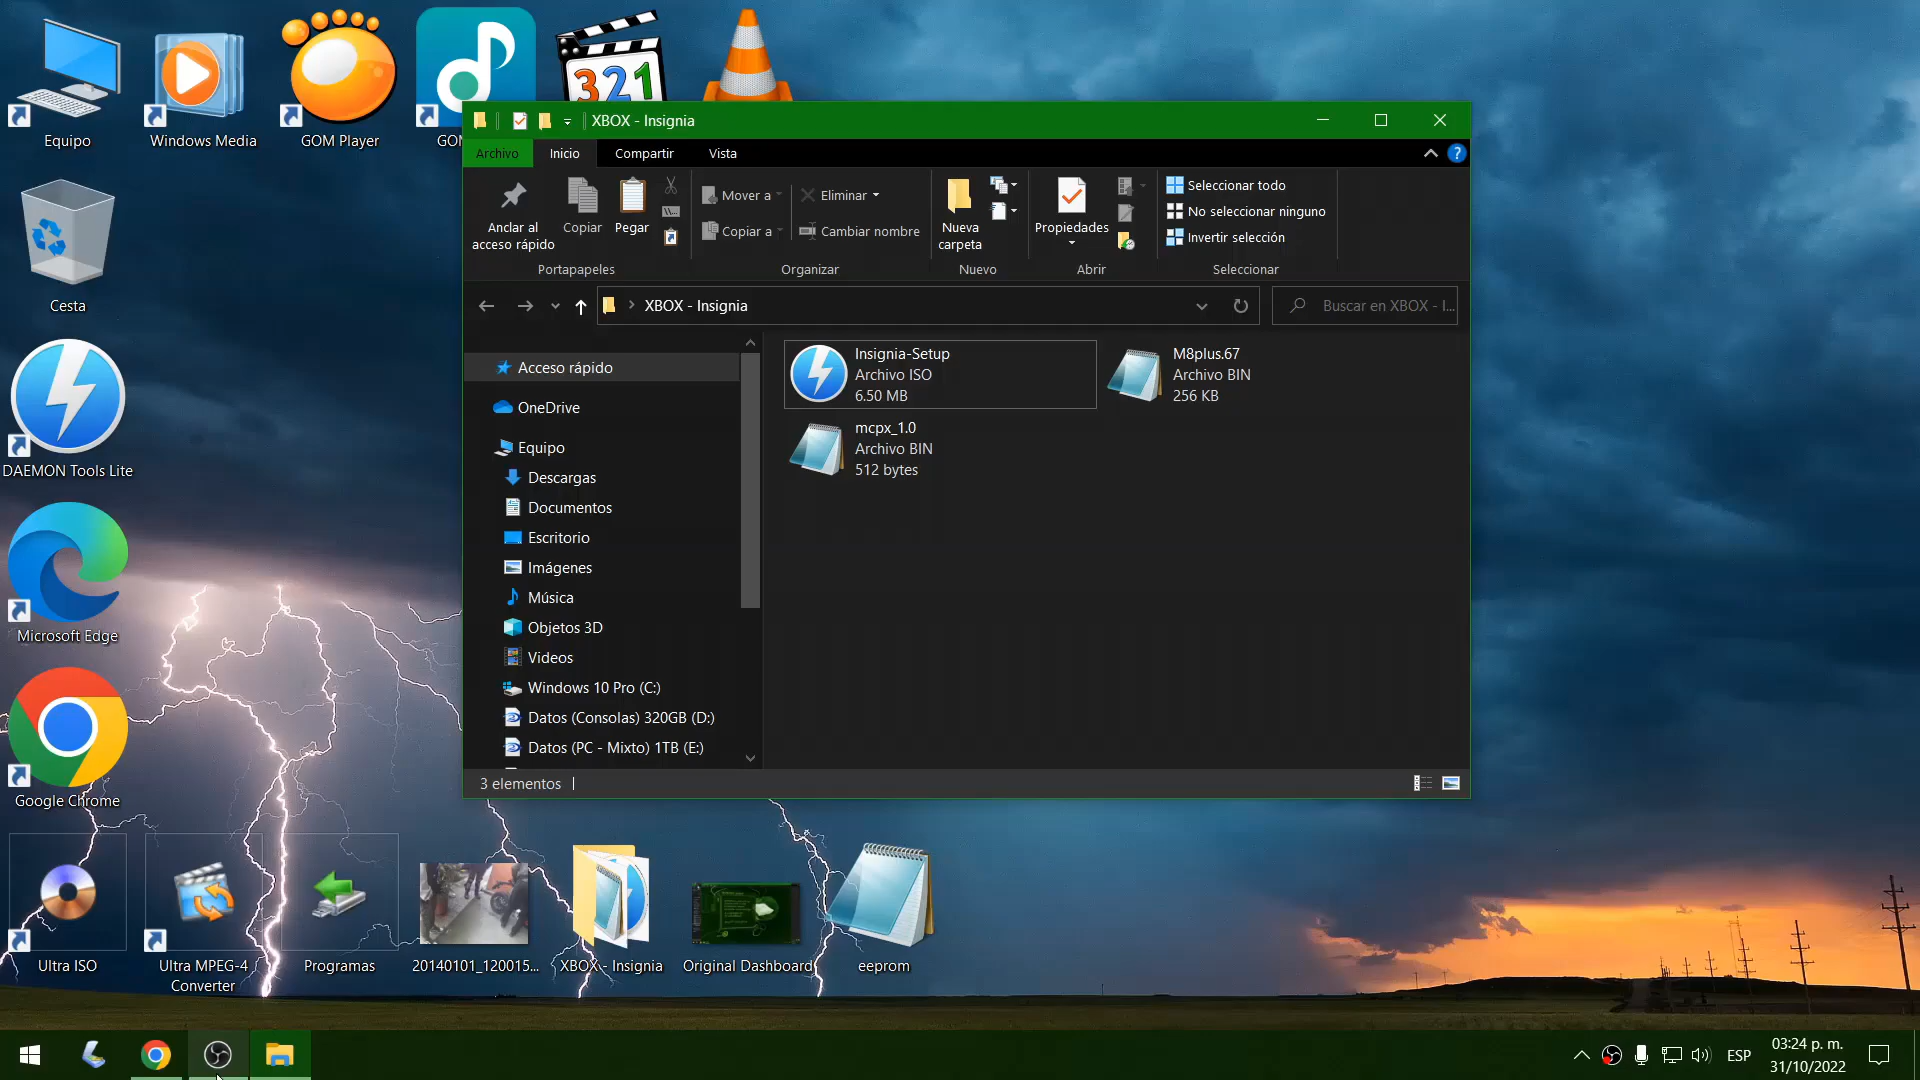 Equipo
Windows Media
GOM Player
GOM
321
Cesta
DAEMON Tools Lite
Microsoft Edge
Google Chrome
Ultra ISO
Ultra MPEG-4
Converter
Programas
20140101_120015...
XBOX - Insignia
Original Dashboard
eeprom
XBOX - Insignia
Archivo
Inicio
Compartir
Vista
?
Anclar al
acceso rápido
Copiar
Pegar
Portapapeles
Mover a
Copiar a
Eliminar
Cambiar nombre
Organizar
Nueva
carpeta
Nuevo
Propiedades
Abrir
Seleccionar todo
No seleccionar ninguno
Invertir selección
Seleccionar
XBOX - Insignia
Buscar en XBOX - I...
Acceso rápido
OneDrive
Equipo
Descargas
Documentos
Escritorio
Imágenes
Música
Objetos 3D
Videos
Windows 10 Pro (C:)
Datos (Consolas) 320GB (D:)
Datos (PC - Mixto) 1TB (E:)
Insignia-Setup
Archivo ISO
6.50 MB
M8plus.67
Archivo BIN
256 KB
mcpx_1.0
Archivo BIN
512 bytes
3 elementos
ESP
03:24 p. m.
31/10/2022